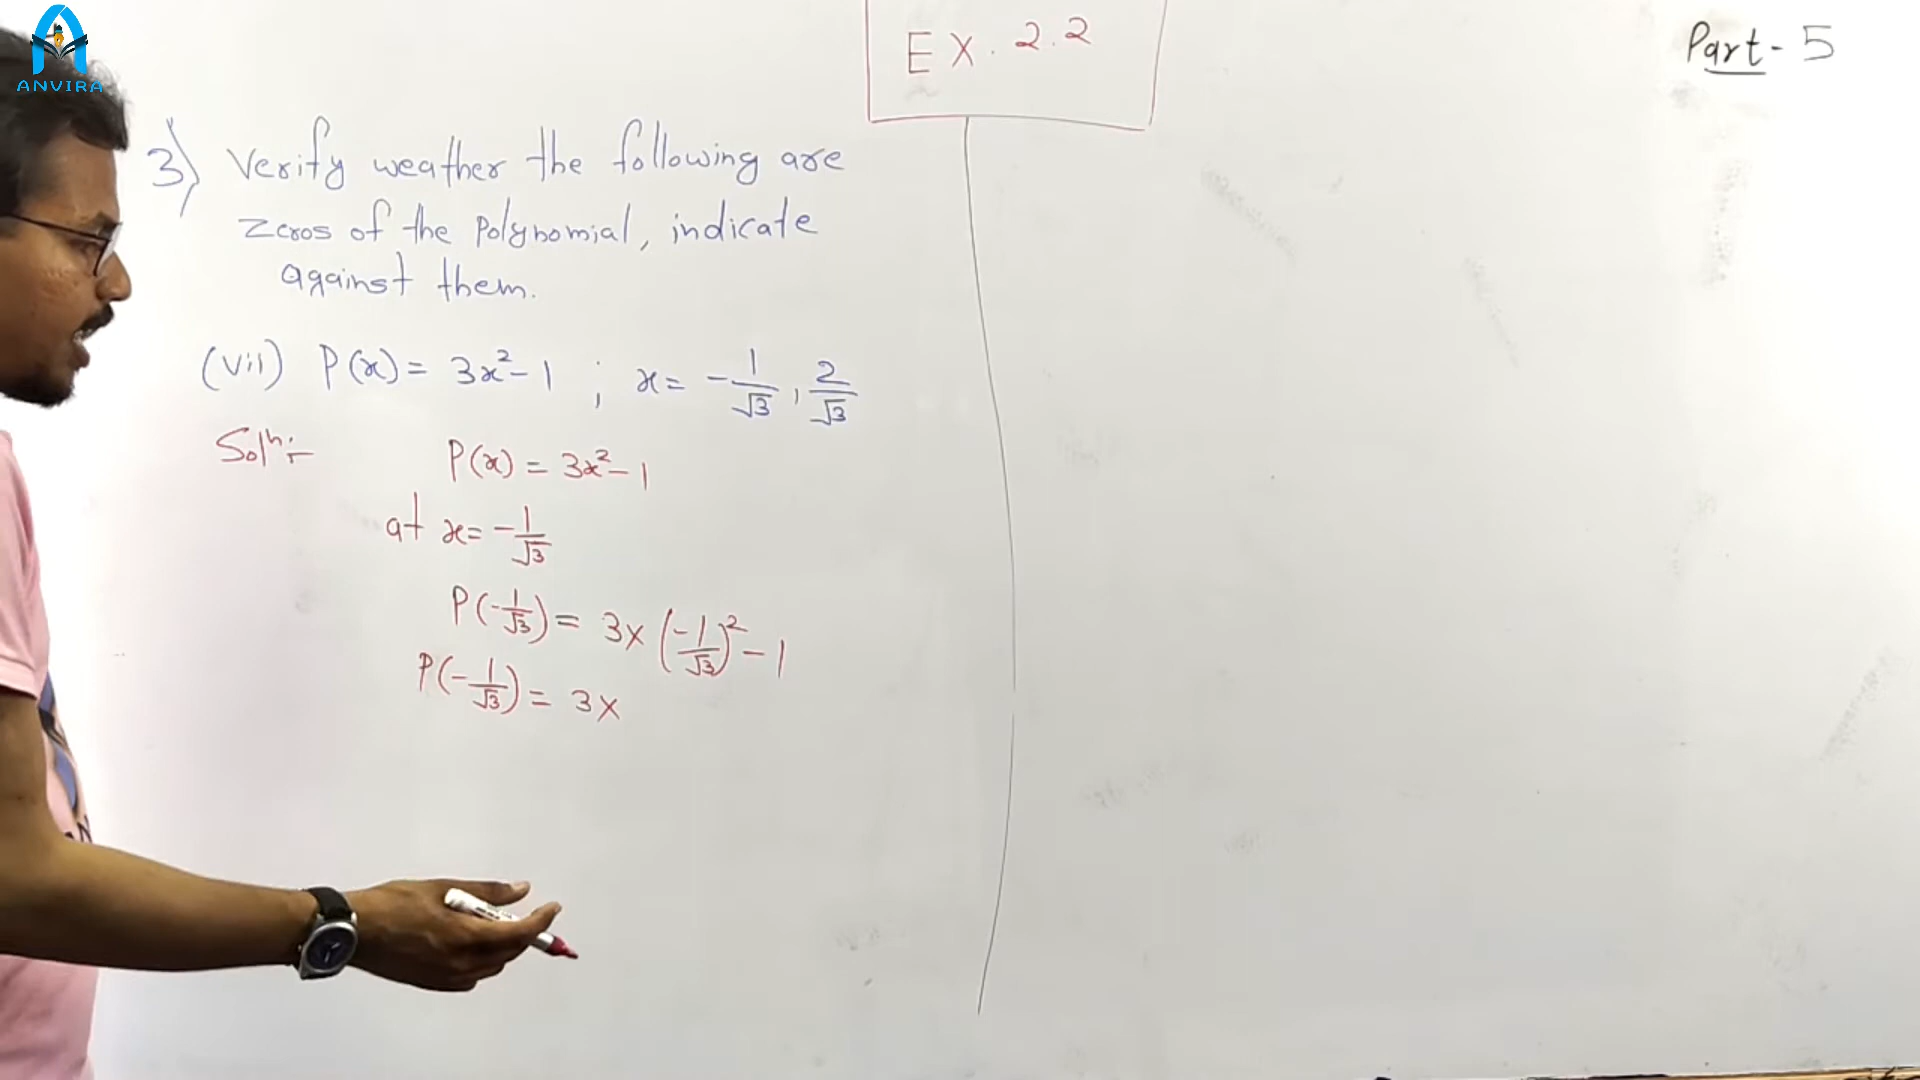 ANVIRA
EX. 2.2
Part - 5
3) Verify weather the following are
zeros of the polynomial, indicate
against them.
(vii) P(x) = 3x² - 1 ; x = -1/√3, 2/√3
Solⁿ:-
P(x) = 3x² - 1
at x = -1/√3
P(-1/√3) = 3 × (-1/√3)² - 1
P(-1/√3) = 3 ×